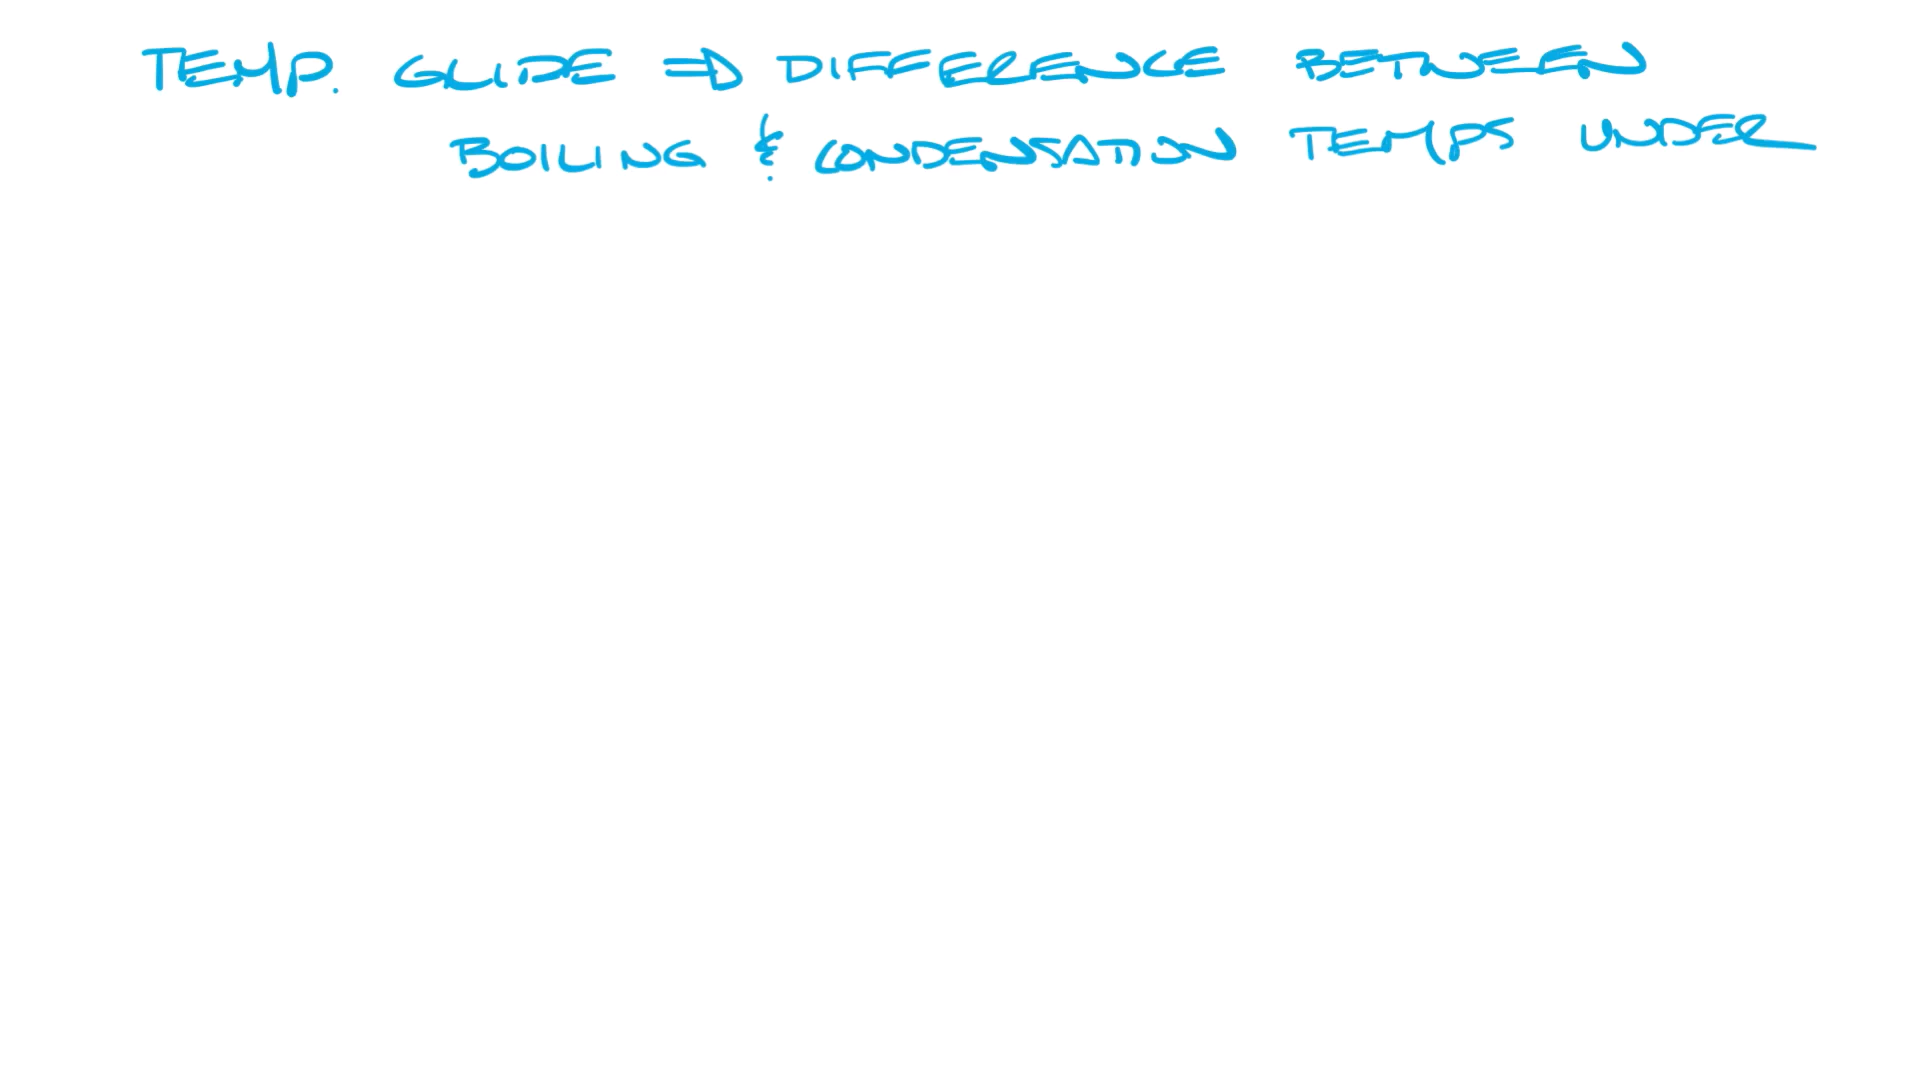 TEMP. GLIDE ⇒ DIFFERENCE BETWEEN
BOILING & CONDENSATION TEMPS UNDER